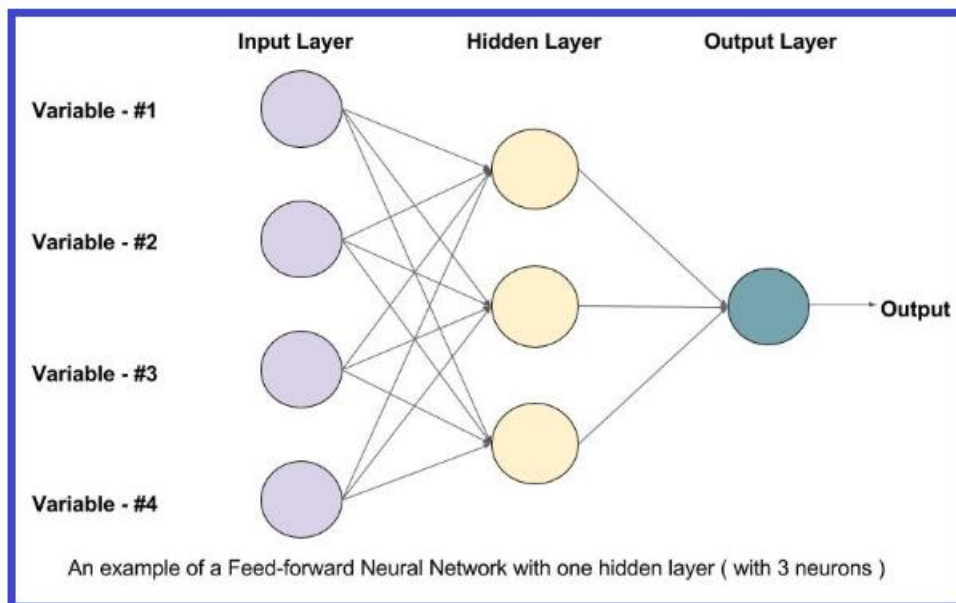 Input Layer Hidden Layer Output Layer
Variable - #1
Variable - #2
Output
Variable - #3
Variable - #4
An example of a Feed-forward Neural Network with one hidden layer ( with 3 neurons )